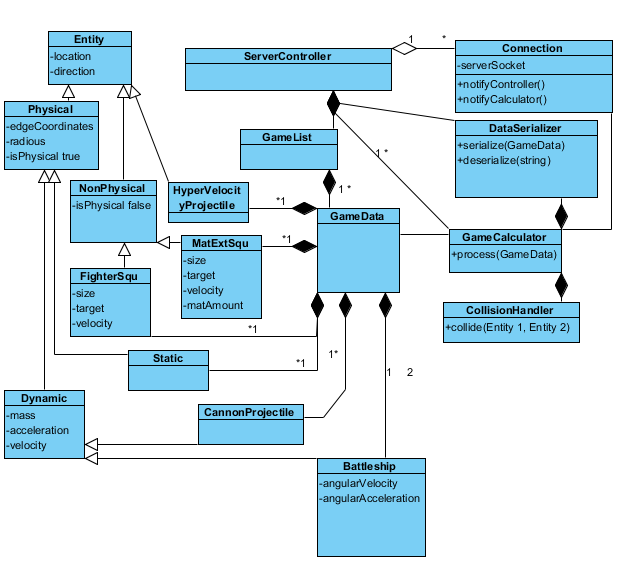 Entity
-location
-direction
ServerController
1
*
Connection
-serverSocket
+notifyController()
+notifyCalculator()
Physical
-edgeCoordinates
-radious
-isPhysical true
GameList
DataSerializer
+serialize(GameData)
+deserialize(string)
1 *
1 *
NonPhysical
-isPhysical false
HyperVelocit
yProjectile
*1
GameData
MatExtSqu
-size
-target
-velocity
-matAmount
*1
GameCalculator
+process(GameData)
FighterSqu
-size
-target
-velocity
*1
CollisionHandler
+collide(Entity 1, Entity 2)
Static
*1
1*
1
2
Dynamic
-mass
-acceleration
-velocity
CannonProjectile
Battleship
-angularVelocity
-angularAcceleration